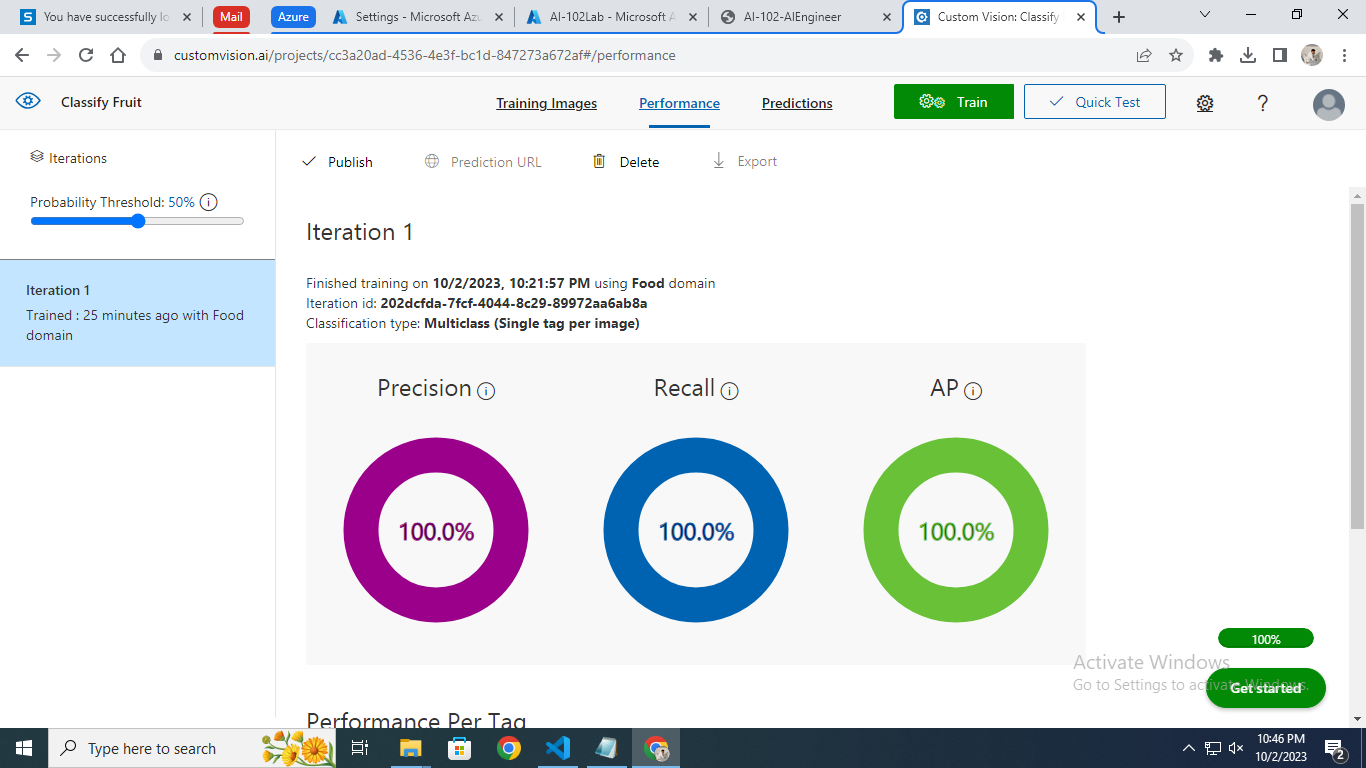 You have successfully lo
Mail
Azure
Settings - Microsoft Azu
AI-102Lab - Microsoft A
AI-102-AIEngineer
Custom Vision: Classify
customvision.ai/projects/cc3a20ad-4536-4e3f-bc1d-847273a672af#/performance
Classify Fruit
Training Images
Performance
Predictions
Train
Quick Test
?
Iterations
Probability Threshold: 50%
Iteration 1
Trained : 25 minutes ago with Food
domain
Publish
Prediction URL
Delete
Export
Iteration 1
Finished training on 10/2/2023, 10:21:57 PM using Food domain
Iteration id: 202dcfda-7fcf-4044-8c29-89972aa6ab8a
Classification type: Multiclass (Single tag per image)
Precision
Recall
AP
100.0%
100.0%
100.0%
100%
Activate Windows
Go to Settings to activate Windows.
Get started
Performance Per Tag
Type here to search
10:46 PM
10/2/2023
2